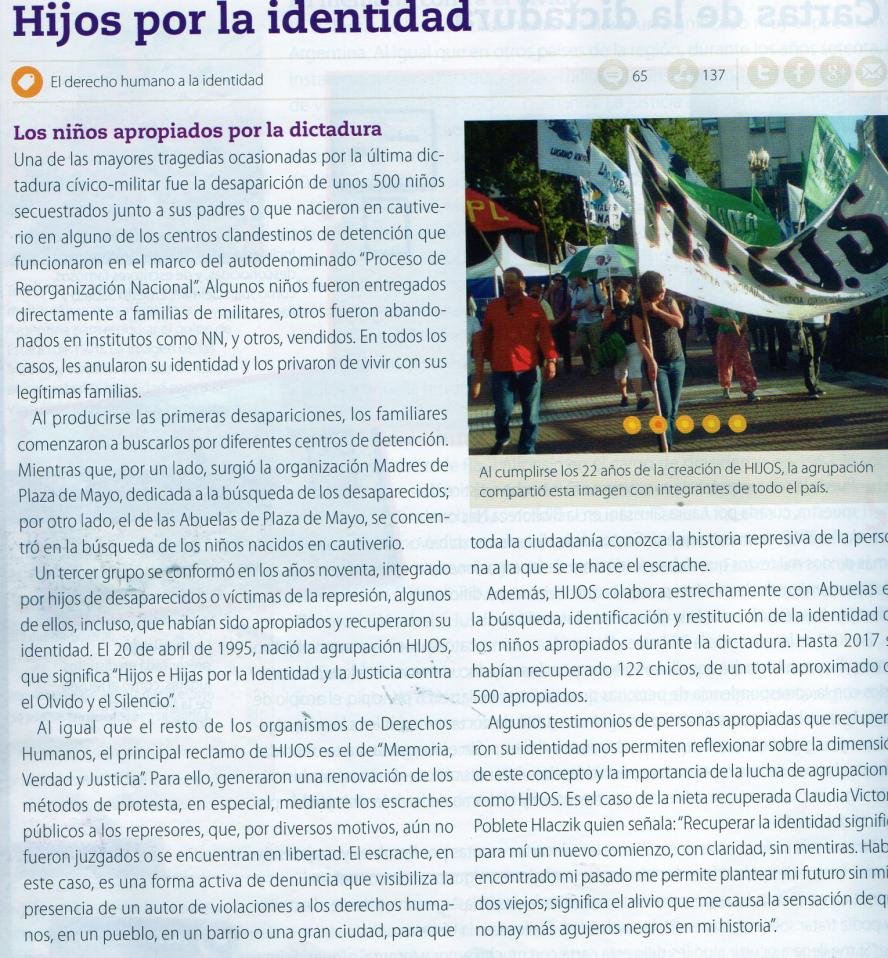 Hijos por la identidad
El derecho humano a la identidad
65
137
Los niños apropiados por la dictadura
Una de las mayores tragedias ocasionadas por la última dic-
tadura cívico-militar fue la desaparición de unos 500 niños
secuestrados junto a sus padres o que nacieron en cautive-
rio en alguno de los centros clandestinos de detención que
funcionaron en el marco del autodenominado “Proceso de
Reorganización Nacional”. Algunos niños fueron entregados
directamente a familias de militares, otros fueron abando-
nados en institutos como NN, y otros, vendidos. En todos los
casos, les anularon su identidad y los privaron de vivir con sus
legítimas familias.
Al producirse las primeras desapariciones, los familiares
comenzaron a buscarlos por diferentes centros de detención.
Mientras que, por un lado, surgió la organización Madres de
Plaza de Mayo, dedicada a la búsqueda de los desaparecidos;
por otro lado, el de las Abuelas de Plaza de Mayo, se concen-
tró en la búsqueda de los niños nacidos en cautiverio.
Un tercer grupo se conformó en los años noventa, integrado
por hijos de desaparecidos o víctimas de la represión, algunos
de ellos, incluso, que habían sido apropiados y recuperaron su
identidad. El 20 de abril de 1995, nació la agrupación HIJOS,
que significa “Hijos e Hijas por la Identidad y la Justicia contra
el Olvido y el Silencio”.
Al igual que el resto de los organismos de Derechos
Humanos, el principal reclamo de HIJOS es el de “Memoria,
Verdad y Justicia”. Para ello, generaron una renovación de los
métodos de protesta, en especial, mediante los escraches
públicos a los represores, que, por diversos motivos, aún no
fueron juzgados o se encuentran en libertad. El escrache, en
este caso, es una forma activa de denuncia que visibiliza la
presencia de un autor de violaciones a los derechos huma-
nos, en un pueblo, en un barrio o una gran ciudad, para que
HIJOS
Al cumplirse los 22 años de la creación de HIJOS, la agrupación
compartió esta imagen con integrantes de todo el país.
toda la ciudadanía conozca la historia represiva de la perso
na a la que se le hace el escrache.
Además, HIJOS colabora estrechamente con Abuelas e
la búsqueda, identificación y restitución de la identidad d
los niños apropiados durante la dictadura. Hasta 2017 s
habían recuperado 122 chicos, de un total aproximado d
500 apropiados.
Algunos testimonios de personas apropiadas que recuper
ron su identidad nos permiten reflexionar sobre la dimensió
de este concepto y la importancia de la lucha de agrupacion
como HIJOS. Es el caso de la nieta recuperada Claudia Victor
Poblete Hlaczik quien señala: “Recuperar la identidad signifi
para mí un nuevo comienzo, con claridad, sin mentiras. Hab
encontrado mi pasado me permite plantear mi futuro sin mi
dos viejos; significa el alivio que me causa la sensación de qu
no hay más agujeros negros en mi historia”.